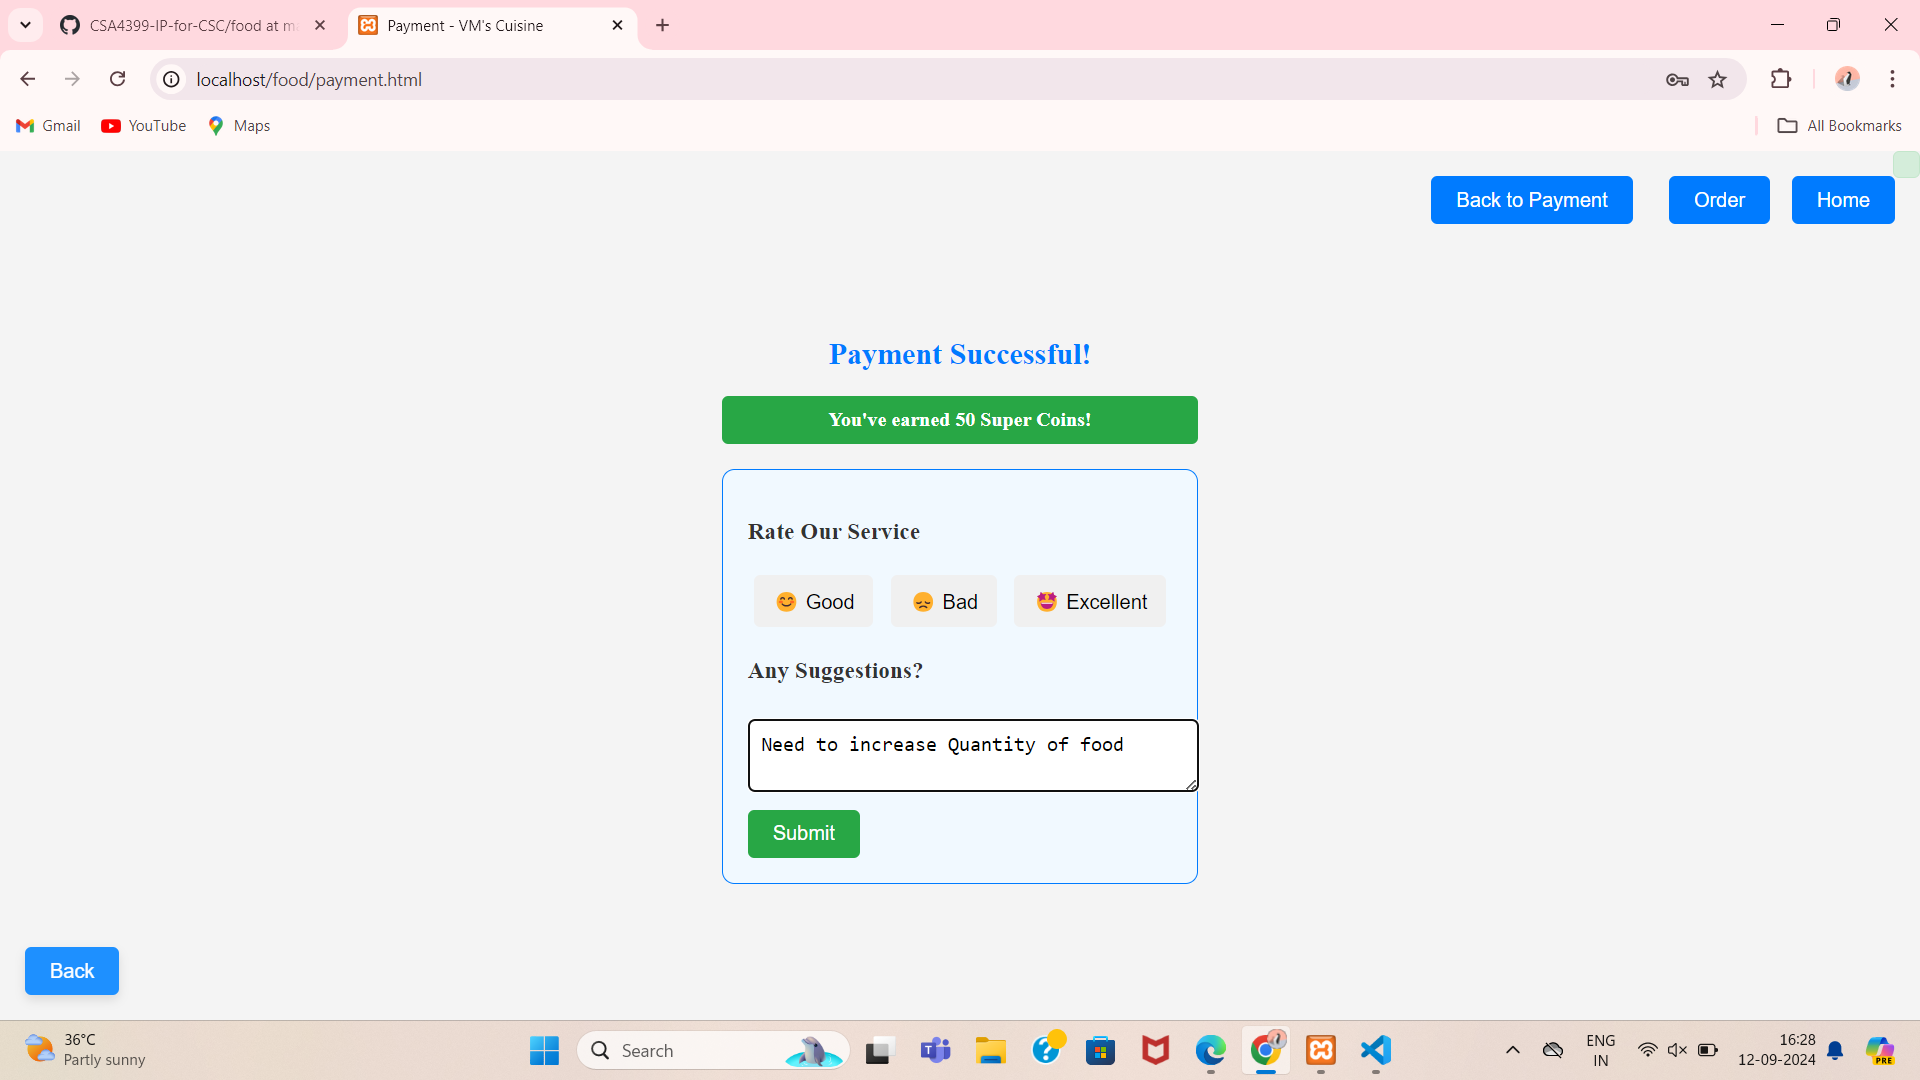 CSA4399-IP-for-CSC/food at m
Payment - VM's Cuisine
localhost/food/payment.html
Gmail
YouTube
Maps
All Bookmarks
Back to Payment
Order
Home
Payment Successful!
You've earned 50 Super Coins!
Rate Our Service
😊 Good
😞 Bad
🤩 Excellent
Any Suggestions?
Need to increase Quantity of food
Submit
Back
36°C
Partly sunny
Search
ENG
IN
16:28
12-09-2024
PRE